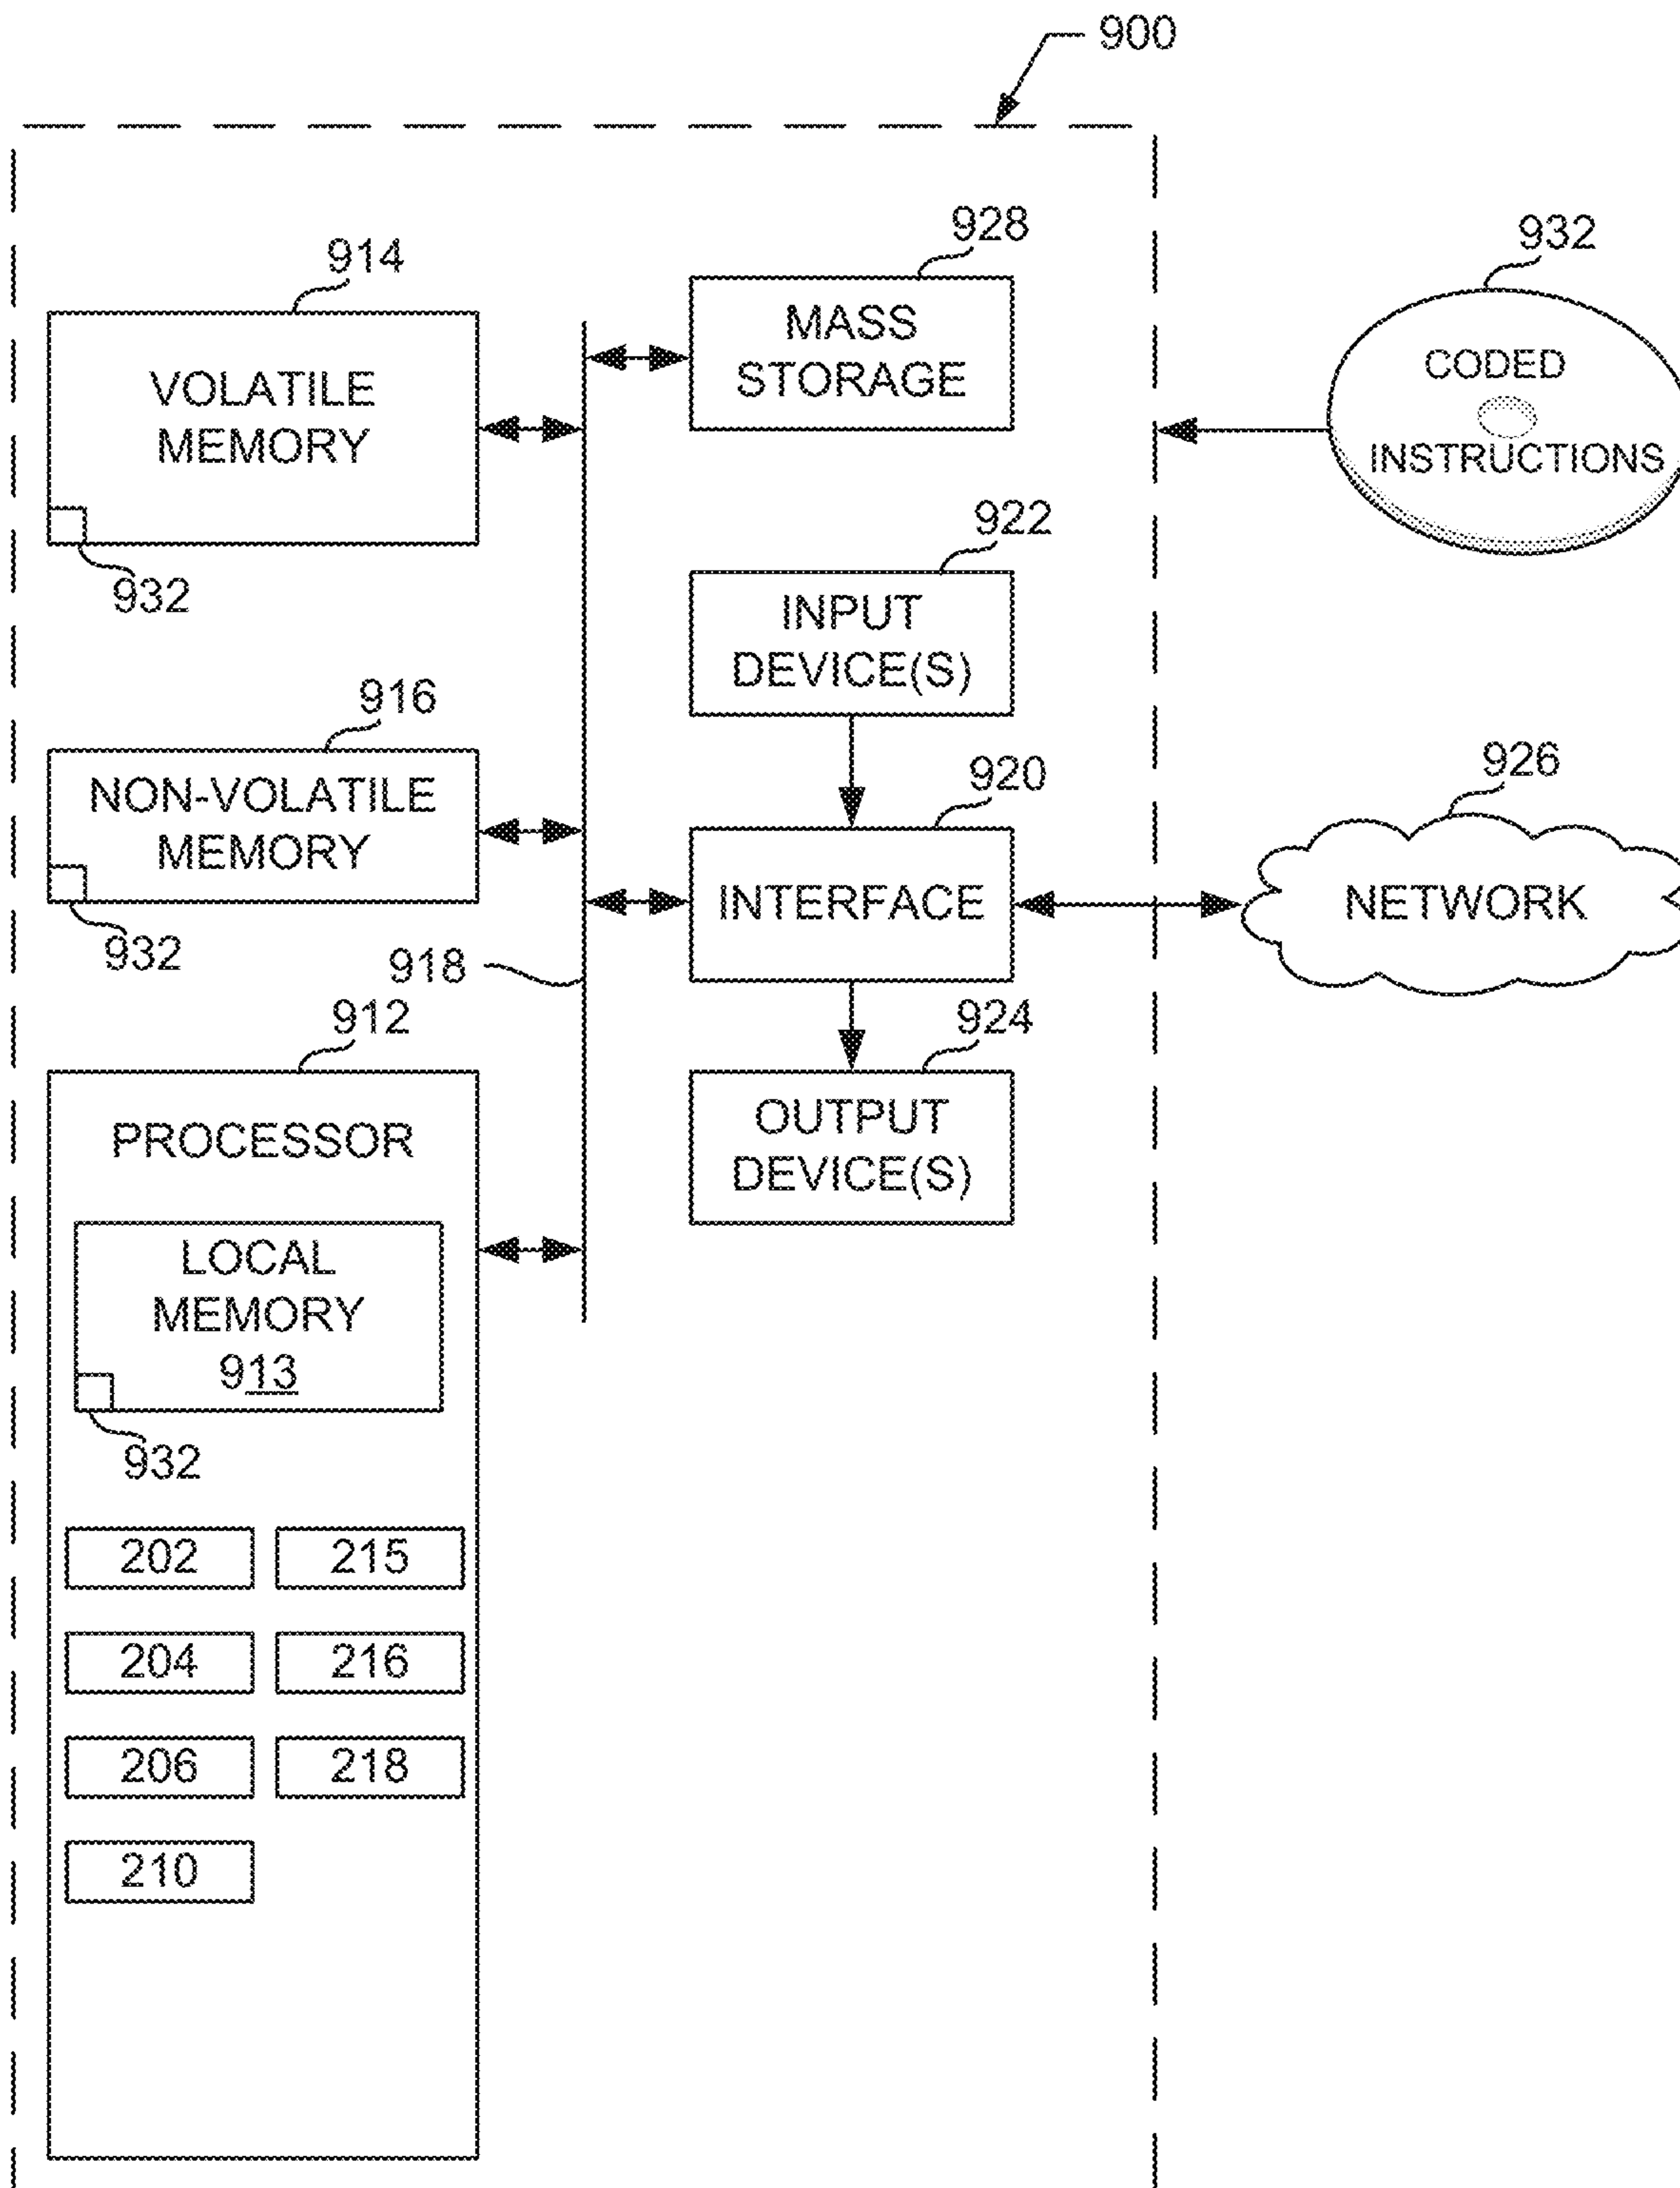 900
928
932
914
MASS
STORAGE
CODED
INSTRUCTIONS
VOLATILE
MEMORY
922
932
INPUT
DEVICE(S)
916
920
926
NON-VOLATILE
MEMORY
INTERFACE
NETWORK
932
918
912
924
PROCESSOR
OUTPUT
DEVICE(S)
LOCAL
MEMORY
913
932
202 215
204 216
206 218
210